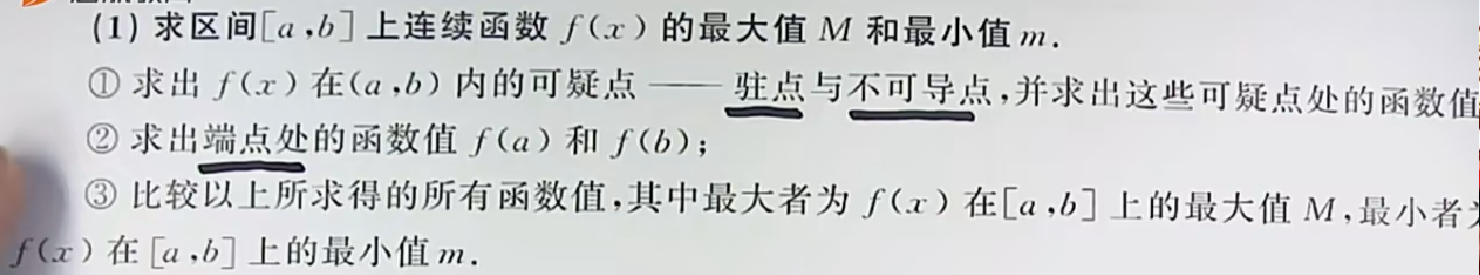 (1) 求区间[a,b]上连续函数 f(x) 的最大值 M 和最小值 m.
① 求出 f(x) 在(a,b) 内的可疑点 —— 驻点与不可导点,并求出这些可疑点处的函数值
② 求出端点处的函数值 f(a) 和 f(b);
③ 比较以上所求得的所有函数值,其中最大者为 f(x) 在[a,b] 上的最大值 M,最小者
f(x) 在 [a,b] 上的最小值 m.